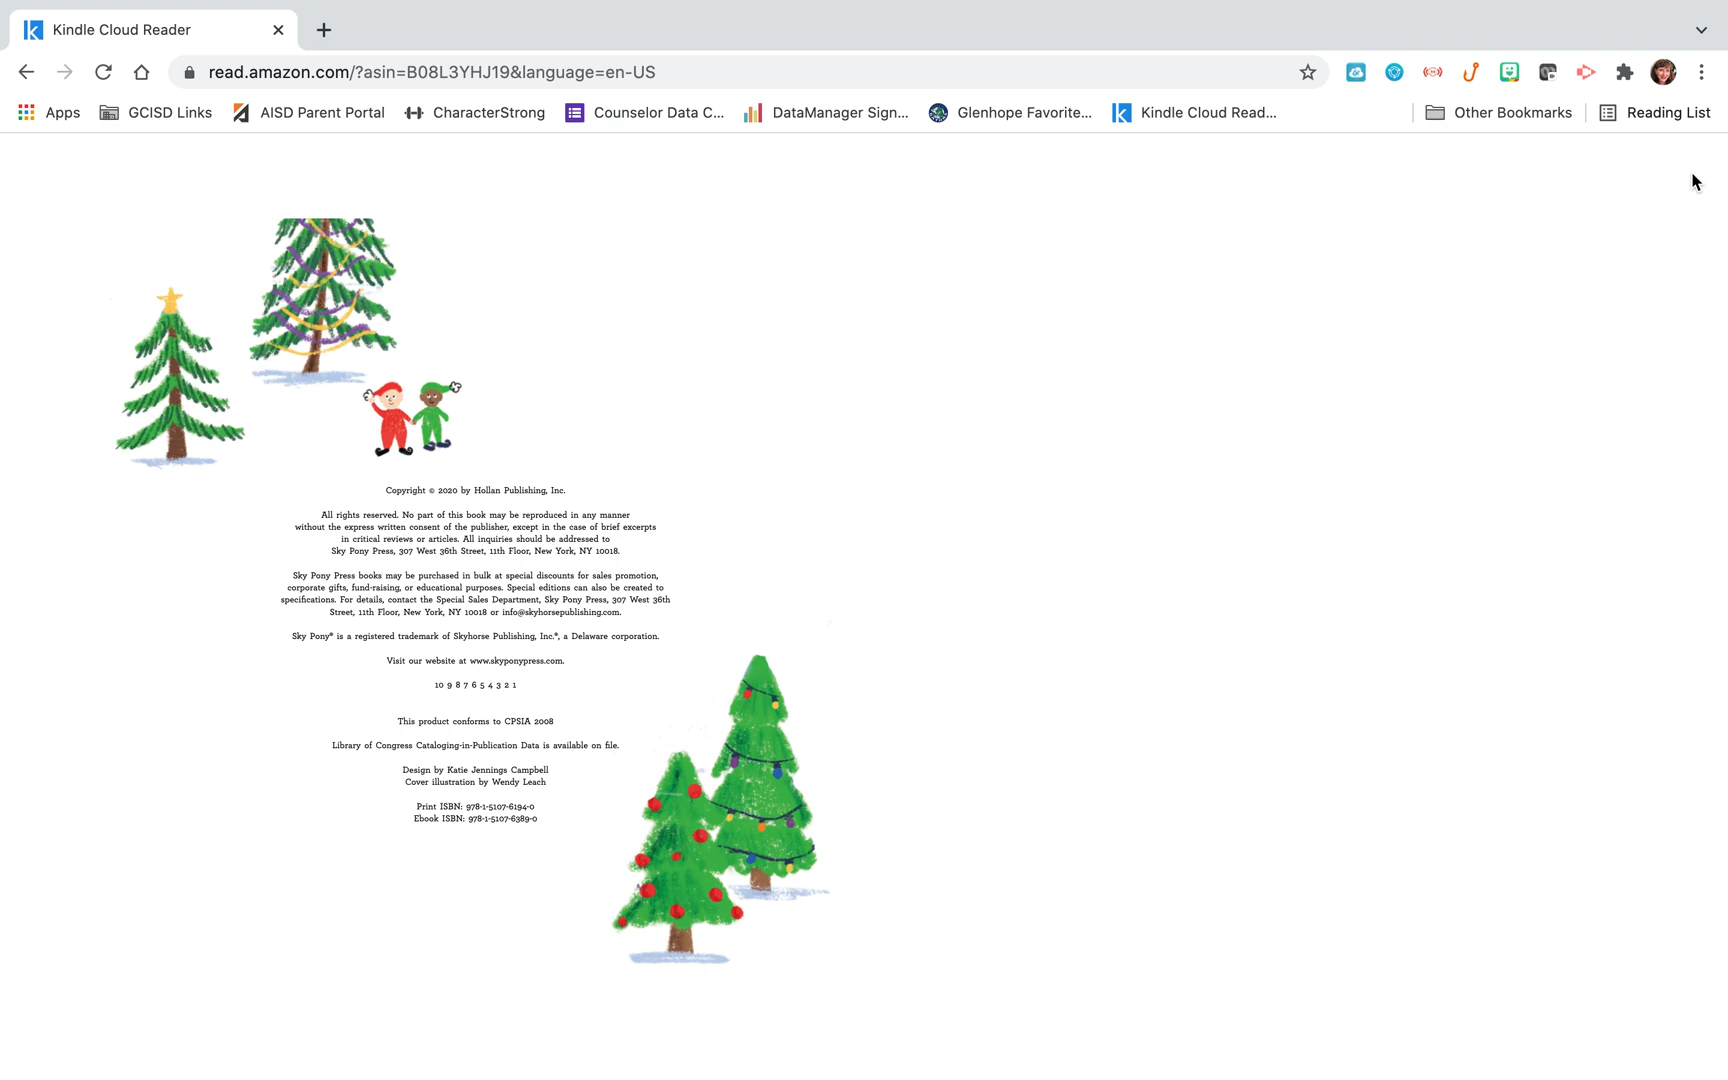 Kindle Cloud Reader
read.amazon.com/?asin=B08L3YHJ19&language=en-US
Apps GCISD Links AISD Parent Portal CharacterStrong Counselor Data C... DataManager Sign... Glenhope Favorite... Kindle Cloud Read... Other Bookmarks Reading List
Copyright © 2020 by Hollan Publishing, Inc.
All rights reserved. No part of this book may be reproduced in any manner
without the express written consent of the publisher, except in the case of brief excerpts
in critical reviews or articles. All inquiries should be addressed to
Sky Pony Press, 307 West 36th Street, 11th Floor, New York, NY 10018.
Sky Pony Press books may be purchased in bulk at special discounts for sales promotion,
corporate gifts, fund-raising, or educational purposes. Special editions can also be created to
specifications. For details, contact the Special Sales Department, Sky Pony Press, 307 West 36th
Street, 11th Floor, New York, NY 10018 or info@skyhorsepublishing.com.
Sky Pony® is a registered trademark of Skyhorse Publishing, Inc.®, a Delaware corporation.
Visit our website at www.skyponypress.com.
10 9 8 7 6 5 4 3 2 1
This product conforms to CPSIA 2008
Library of Congress Cataloging-in-Publication Data is available on file.
Design by Katie Jennings Campbell
Cover illustration by Wendy Leach
Print ISBN: 978-1-5107-6194-0
Ebook ISBN: 978-1-5107-6389-0